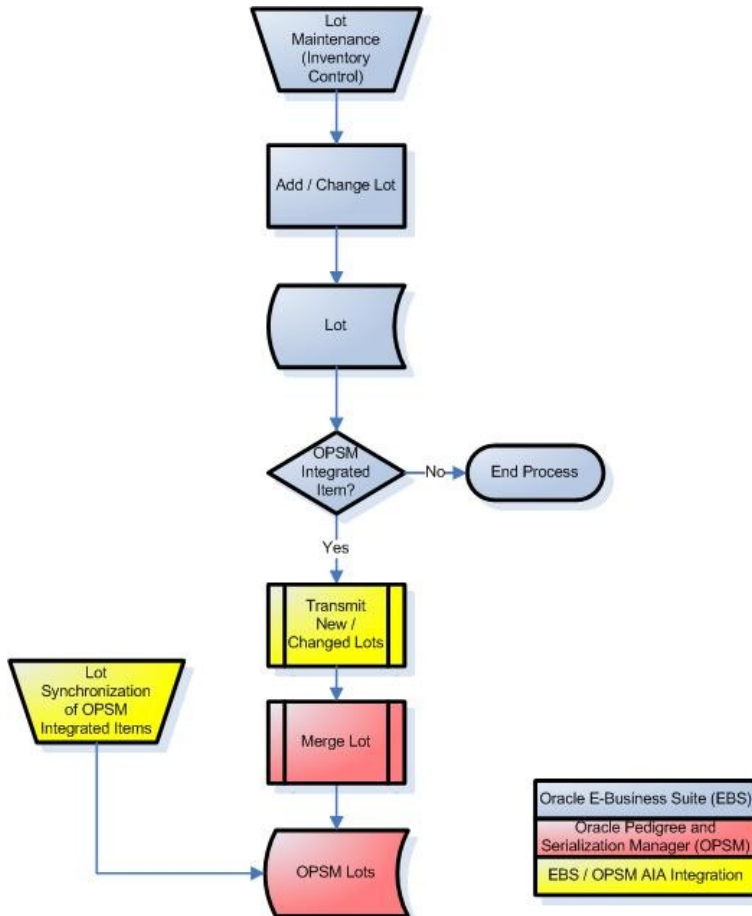 Lot
Maintenance
(Inventory
Control)
Add / Change Lot
Lot
OPSM
Integrated
Item?
No
End Process
Yes
Transmit
New /
Changed Lots
Lot
Synchronization
of OPSM
Integrated Items
Merge Lot
OPSM Lots
Oracle E-Business Suite (EBS)
Oracle Pedigree and
Serialization Manager (OPSM)
EBS / OPSM AIA Integration